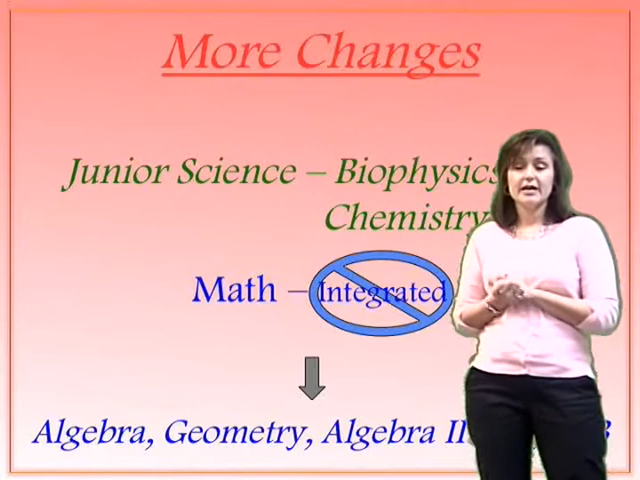 More Changes
Junior Science – Biophysics
Chemistry
Math – Integrated
Algebra, Geometry, Algebra II